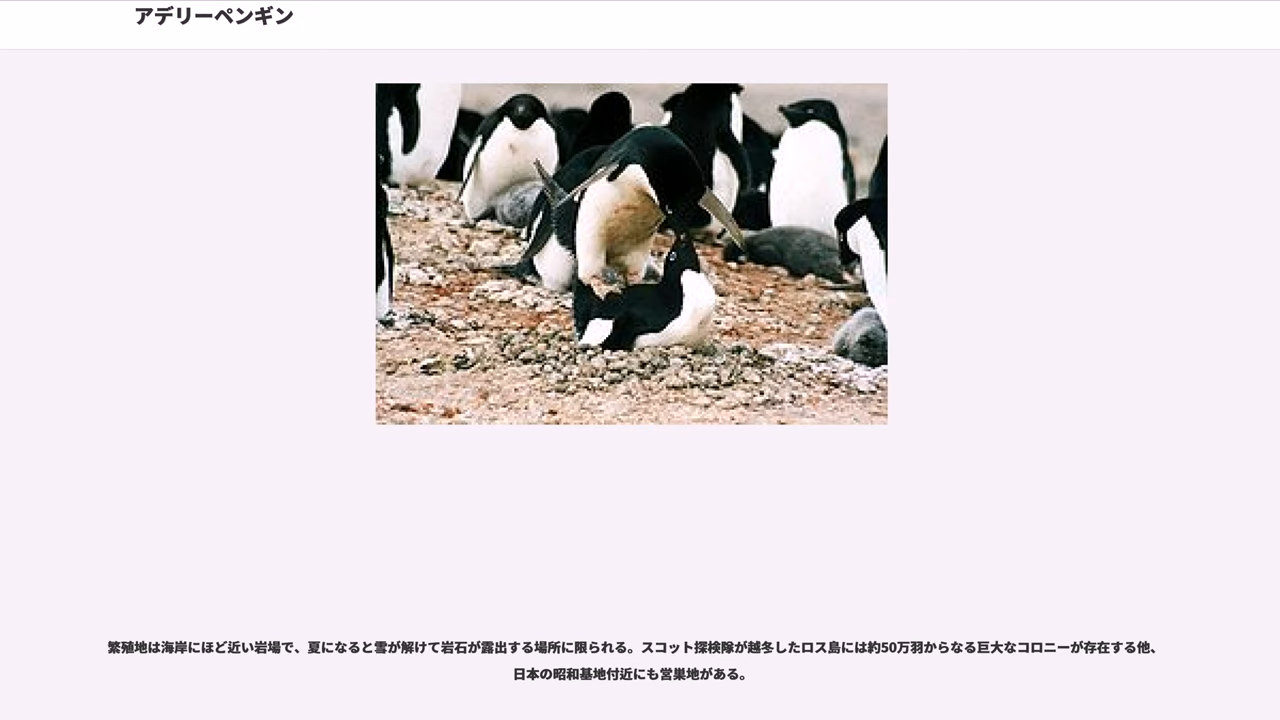 アデリーペンギン
繁殖地は海岸にほど近い岩場で、夏になると雪が解けて岩石が露出する場所に限られる。スコット探検隊が越冬したロス島には約50万羽からなる巨大なコロニーが存在する他、
日本の昭和基地付近にも営巣地がある。